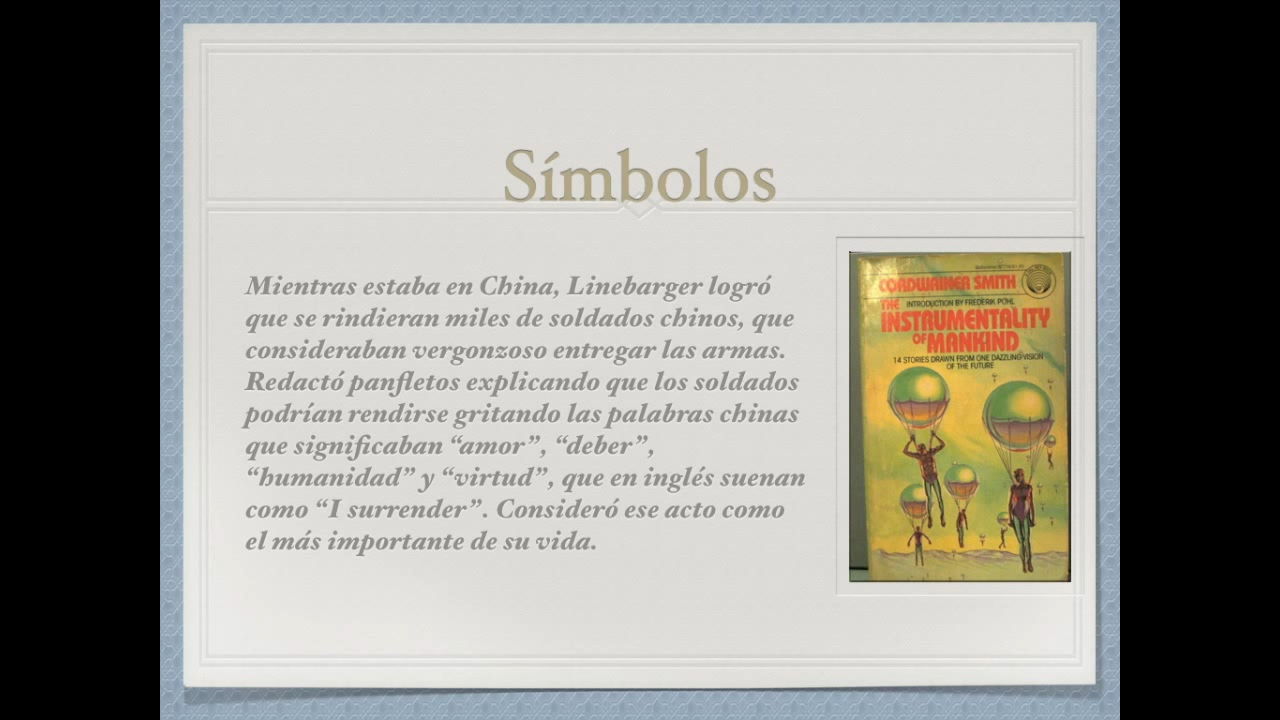 Símbolos
Mientras estaba en China, Linebarger logró
que se rindieran miles de soldados chinos, que
consideraban vergonzoso entregar las armas.
Redactó panfletos explicando que los soldados
podrían rendirse gritando las palabras chinas
que significaban “amor”, “deber”,
“humanidad” y “virtud”, que en inglés suenan
como “I surrender”. Consideró ese acto como
el más importante de su vida.
CORDWAINER SMITH
INTRODUCTION BY FREDERIK POHL
THE
INSTRUMENTALITY
OF MANKIND
14 STORIES DRAWN FROM ONE DAZZLING VISION
OF THE FUTURE